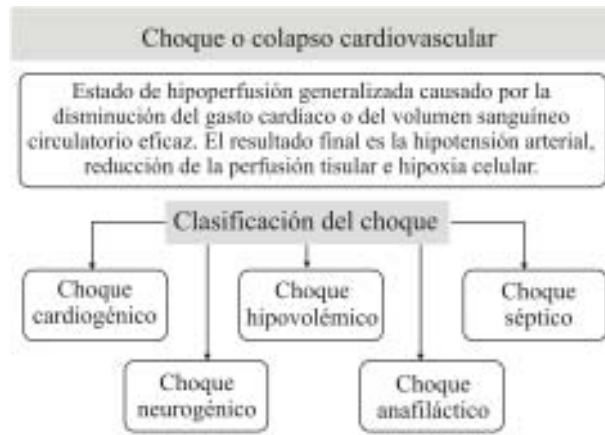 Choque o colapso cardiovascular
Estado de hipoperfusión generalizada causado por la
disminución del gasto cardiaco o del volumen sanguíneo
circulatorio eficaz. El resultado final es la hipotensión arterial,
reducción de la perfusión tisular e hipoxia celular.
Clasificación del choque
Choque
cardiogénico
Choque
hipovolémico
Choque
séptico
Choque
neurogénico
Choque
anafiláctico